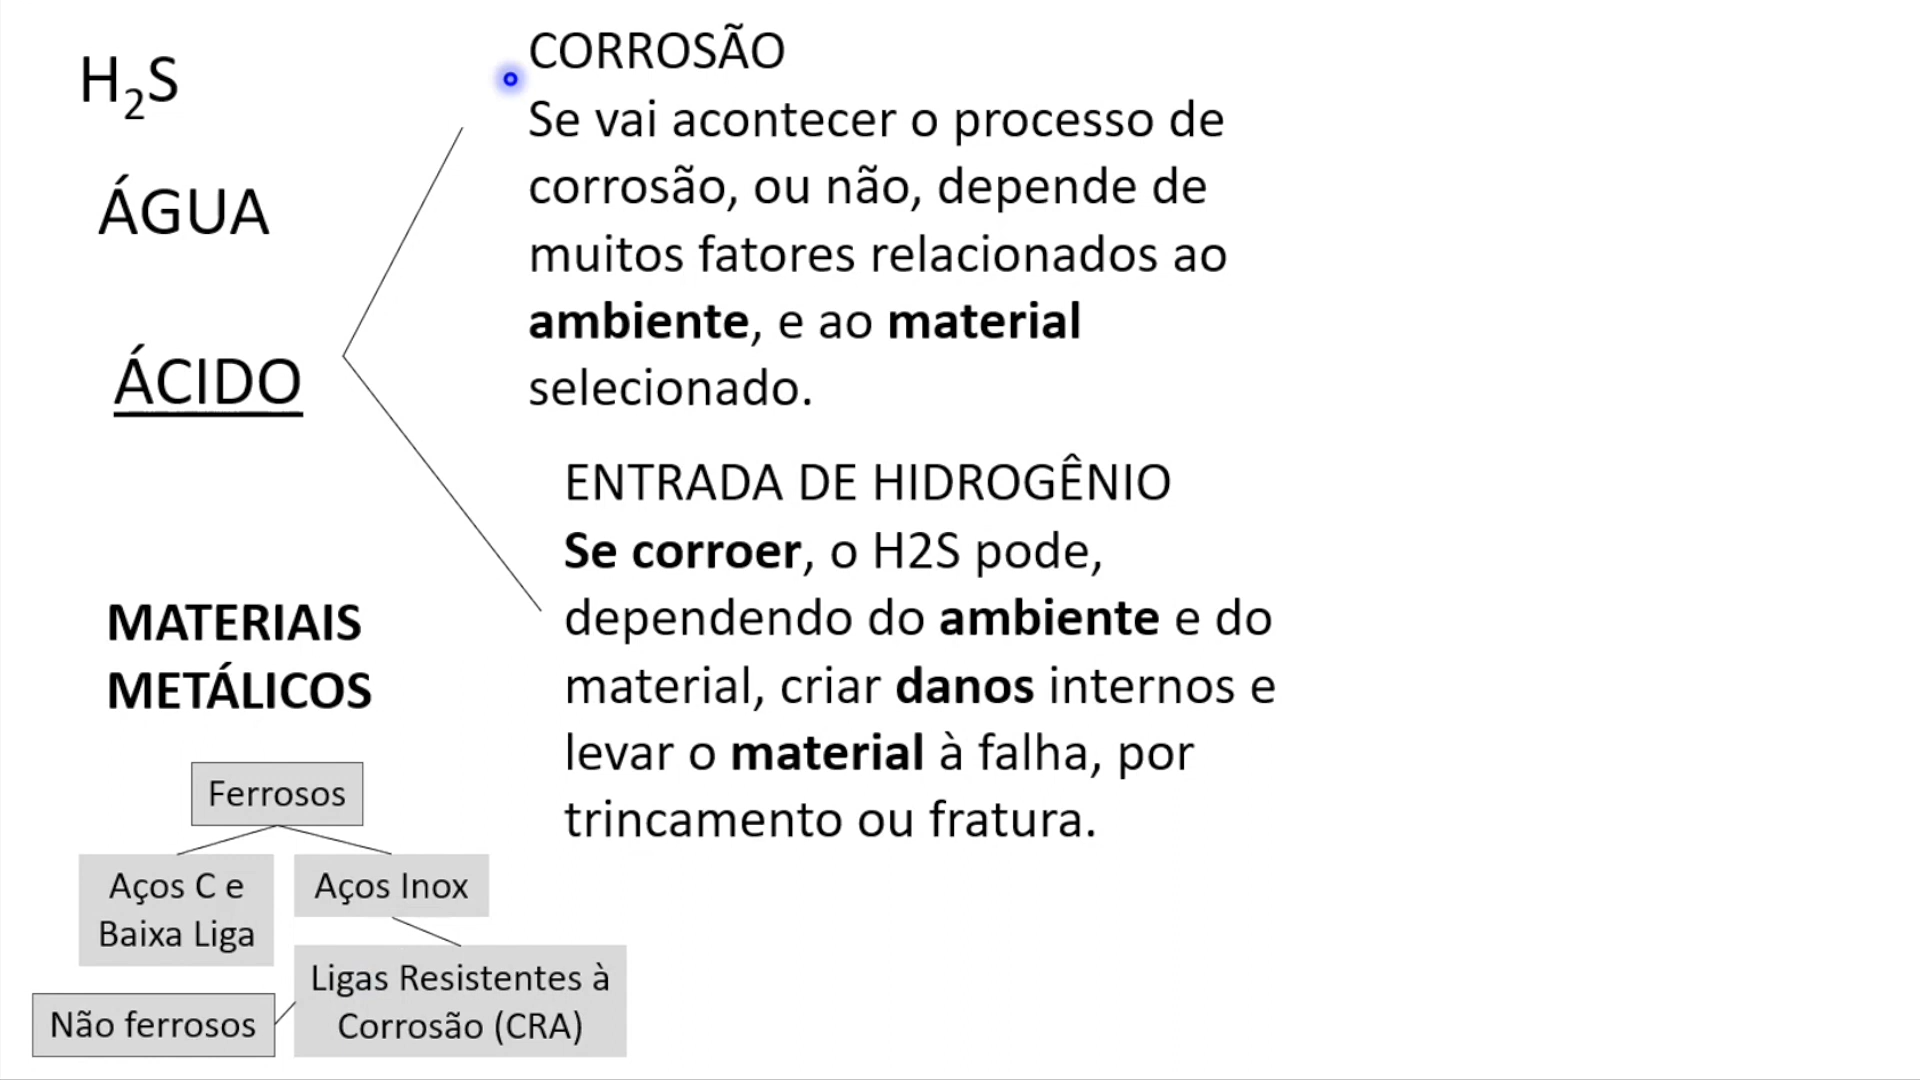 H₂S
ÁGUA
ÁCIDO
CORROSÃO
Se vai acontecer o processo de
corrosão, ou não, depende de
muitos fatores relacionados ao
ambiente, e ao material
selecionado.
ENTRADA DE HIDROGÊNIO
Se corroer, o H2S pode,
dependendo do ambiente e do
material, criar danos internos e
levar o material à falha, por
trincamento ou fratura.
MATERIAIS
METÁLICOS
Ferrosos
Aços C e
Baixa Liga
Aços Inox
Ligas Resistentes à
Corrosão (CRA)
Não ferrosos